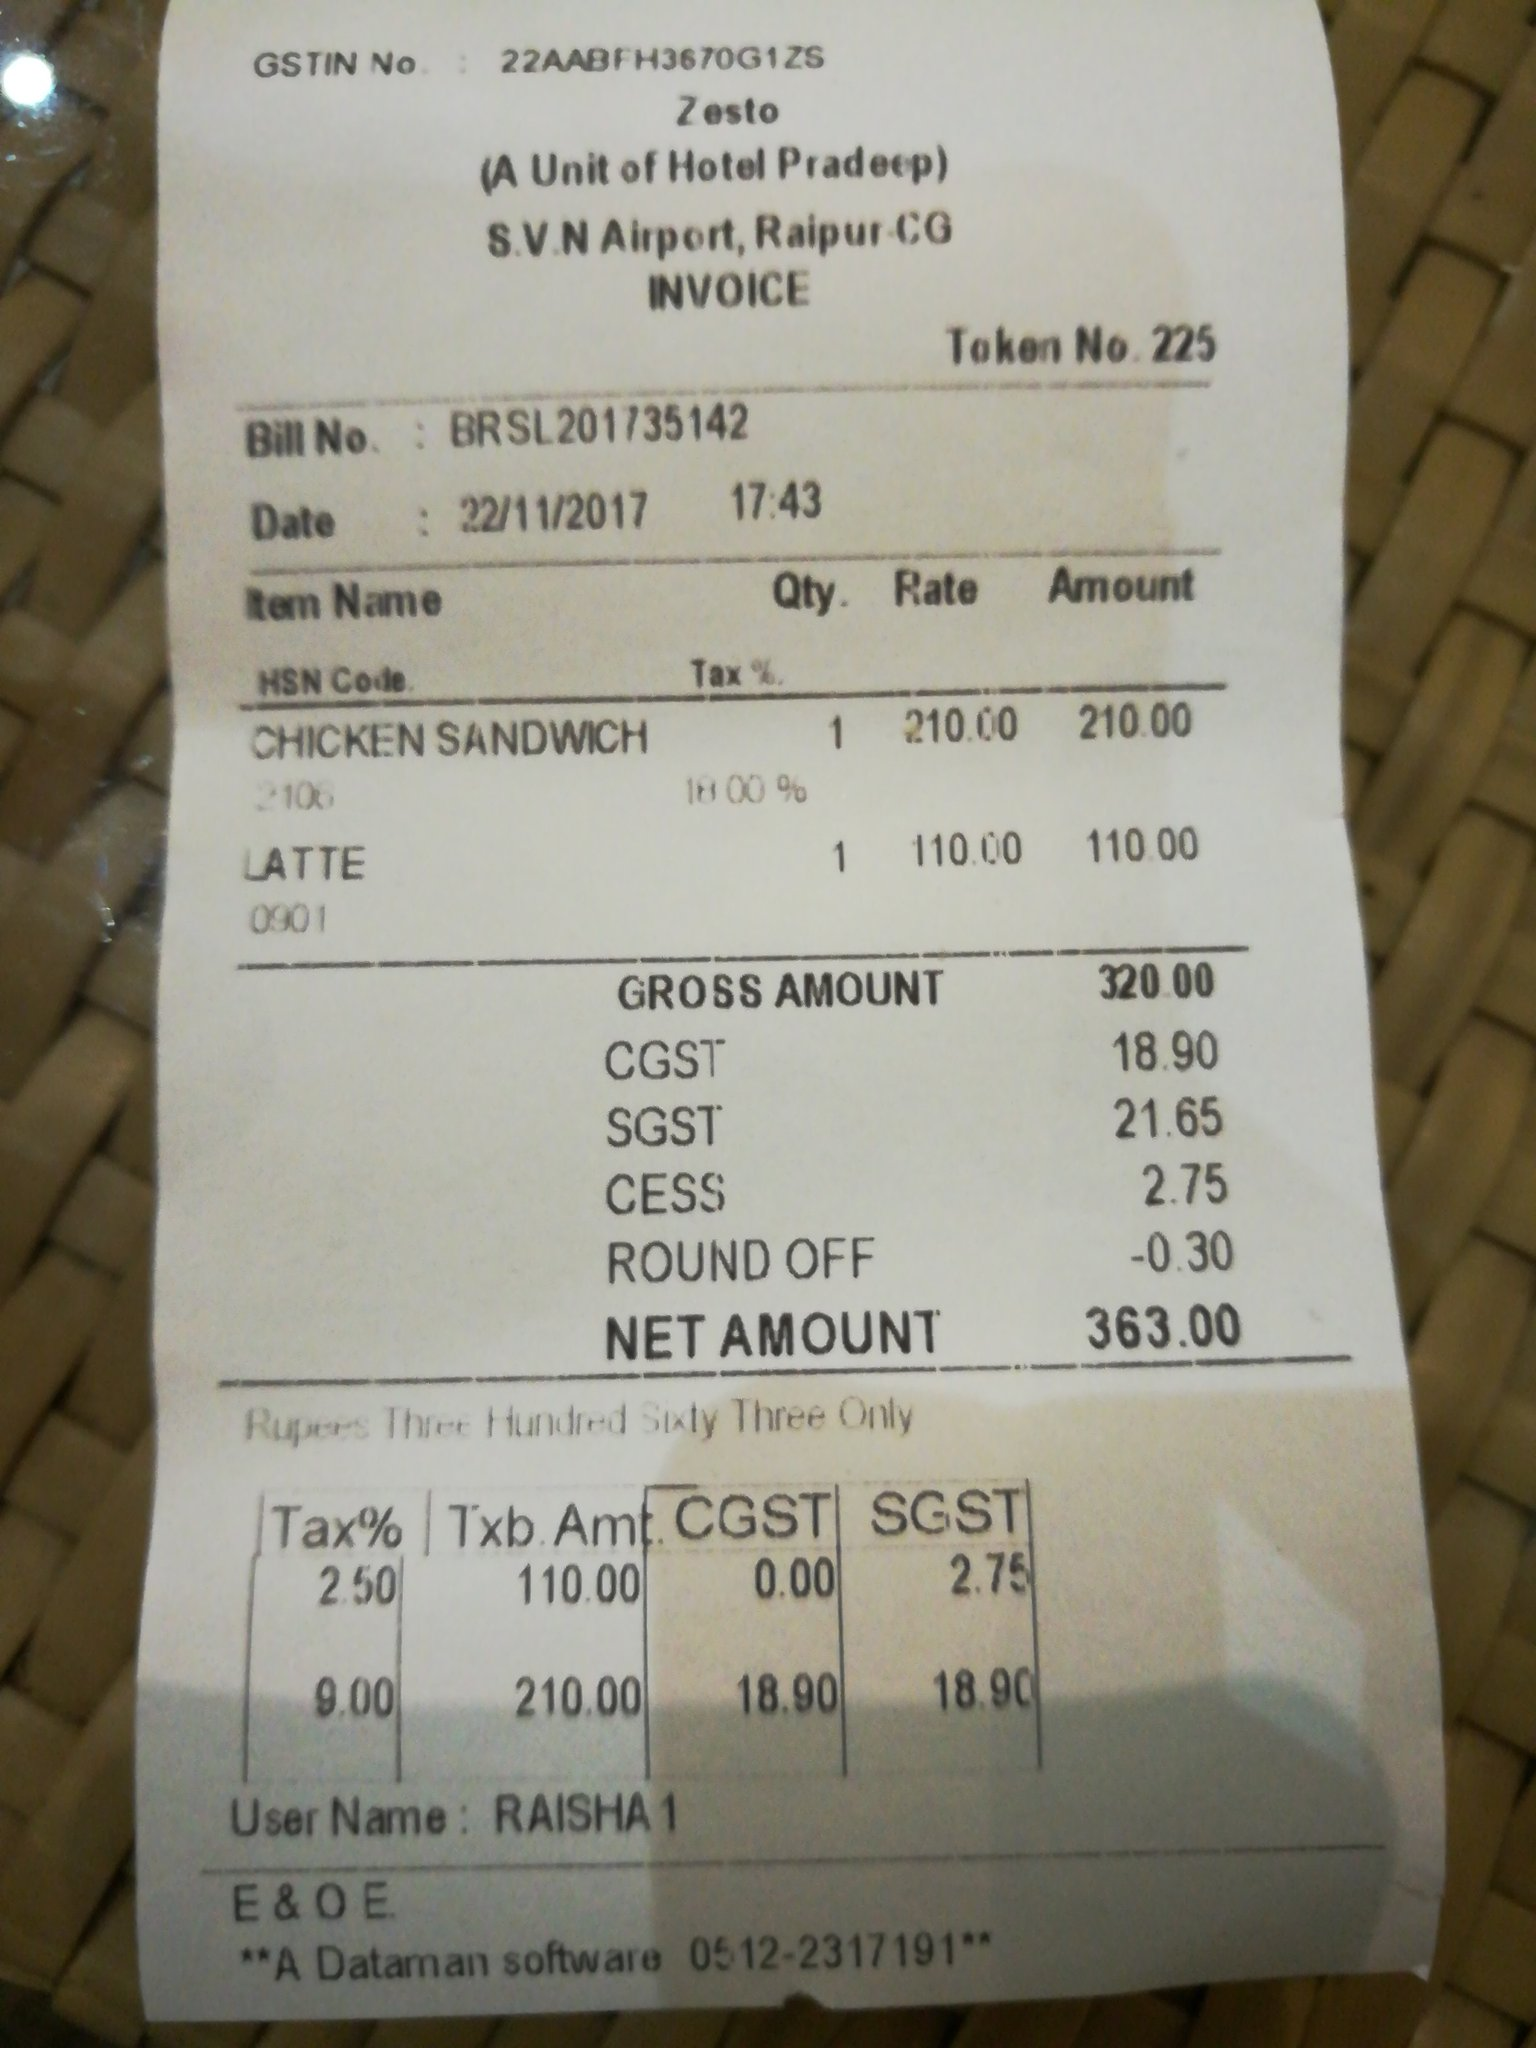 GSTIN No. : 22AABFH3670G1ZS
Zesto
(A Unit of Hotel Pradeep)
S.V.N Airport, Raipur-CG
INVOICE
Token No. 225
Bill No. : BRSL201735142
Date : 22/11/2017 17:43
Item Name Qty. Rate Amount
HSN Code. Tax %.
CHICKEN SANDWICH 1 210.00 210.00
2106 18.00 %
LATTE 1 110.00 110.00
0901
GROSS AMOUNT 320.00
CGST 18.90
SGST 21.65
CESS 2.75
ROUND OFF -0.30
NET AMOUNT 363.00
Rupees Three Hundred Sixty Three Only
Tax% Txb. Amt. CGST SGST
2.50 110.00 0.00 2.75
9.00 210.00 18.90 18.90
User Name : RAISHA 1
E & O E.
**A Dataman software 0512-2317191**